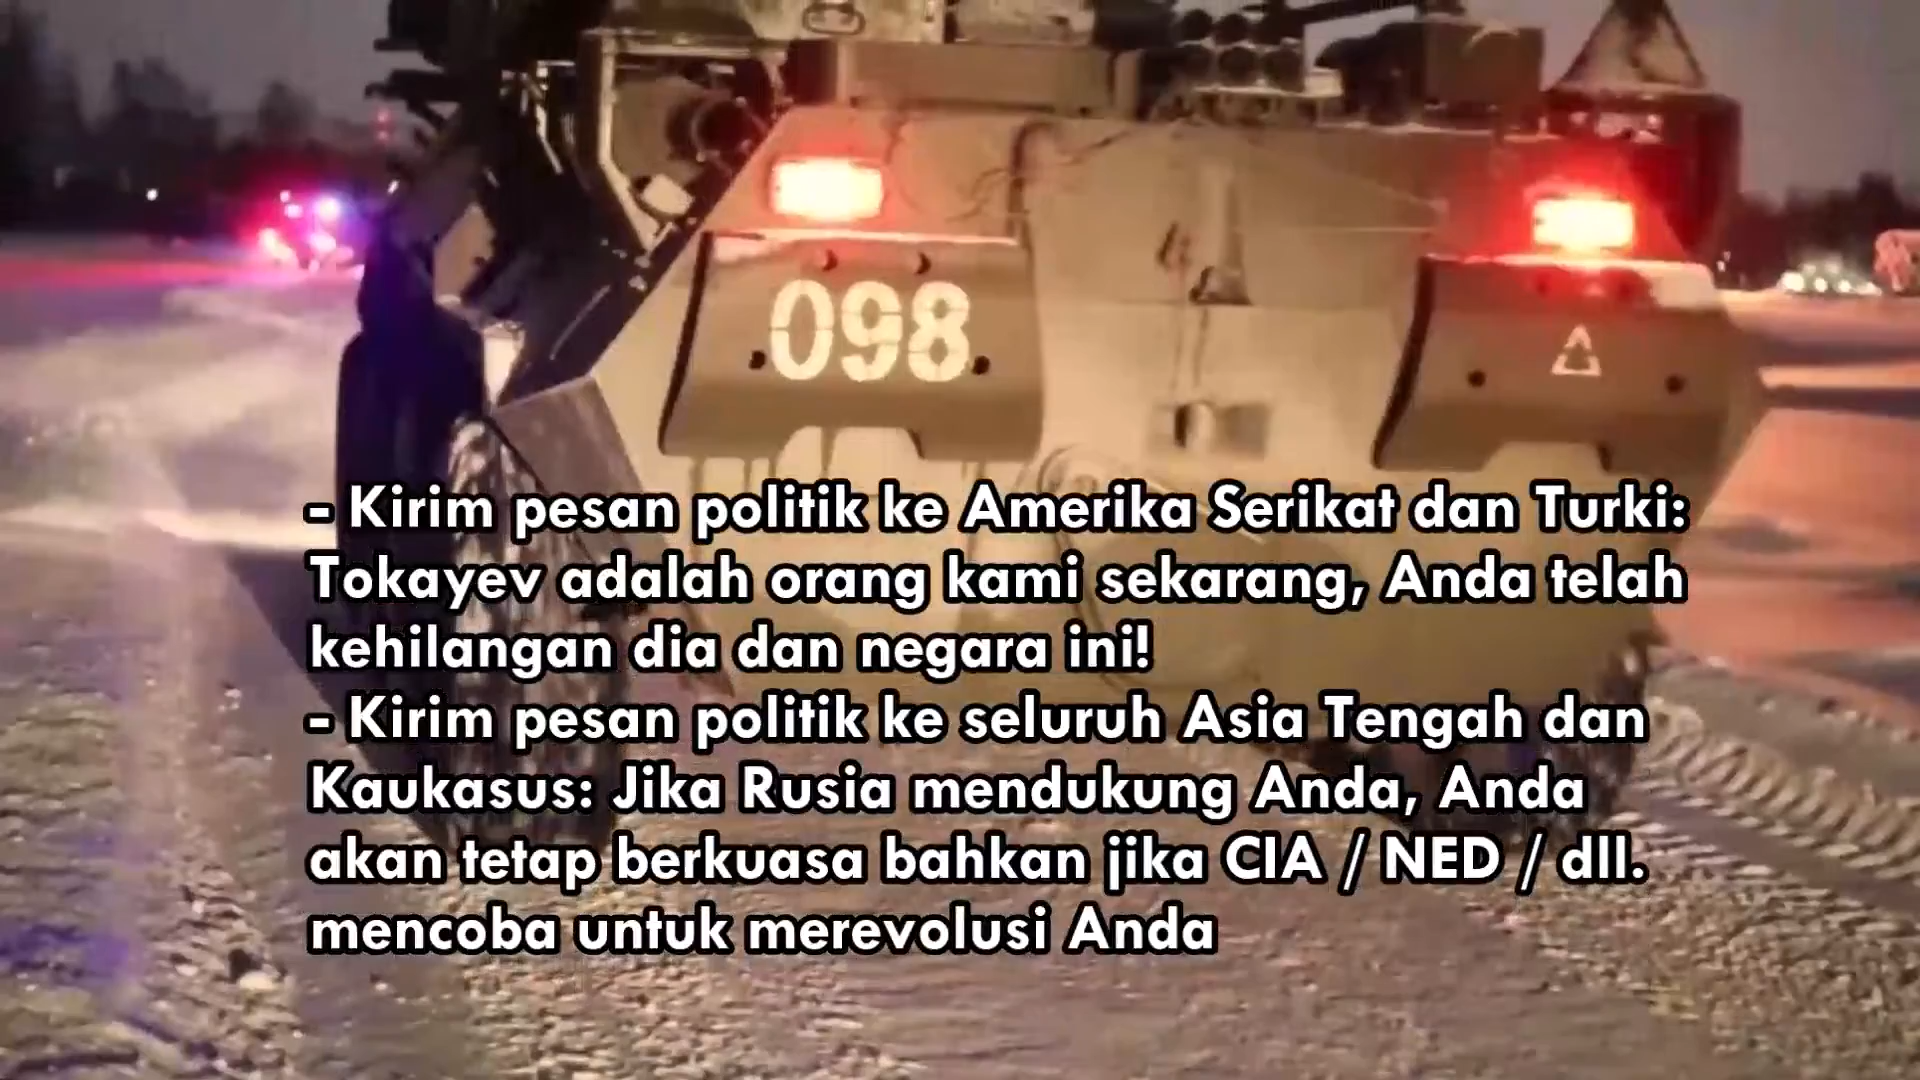 098
- Kirim pesan politik ke Amerika Serikat dan Turki:
Tokayev adalah orang kami sekarang, Anda telah
kehilangan dia dan negara ini!
- Kirim pesan politik ke seluruh Asia Tengah dan
Kaukasus: Jika Rusia mendukung Anda, Anda
akan tetap berkuasa bahkan jika CIA / NED / dll.
mencoba untuk merevolusi Anda